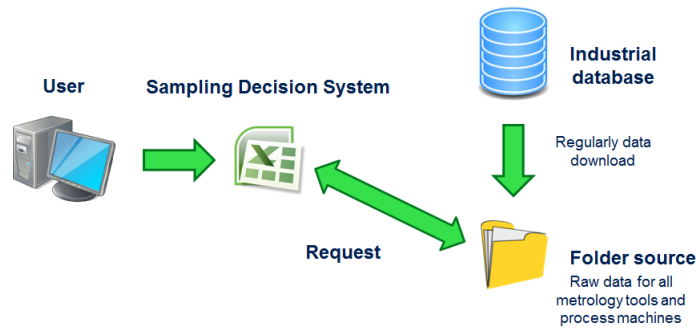 User
Sampling Decision System
Industrial
database
Regularly data
download
Request
Folder source
Raw data for all
metrology tools and
process machines